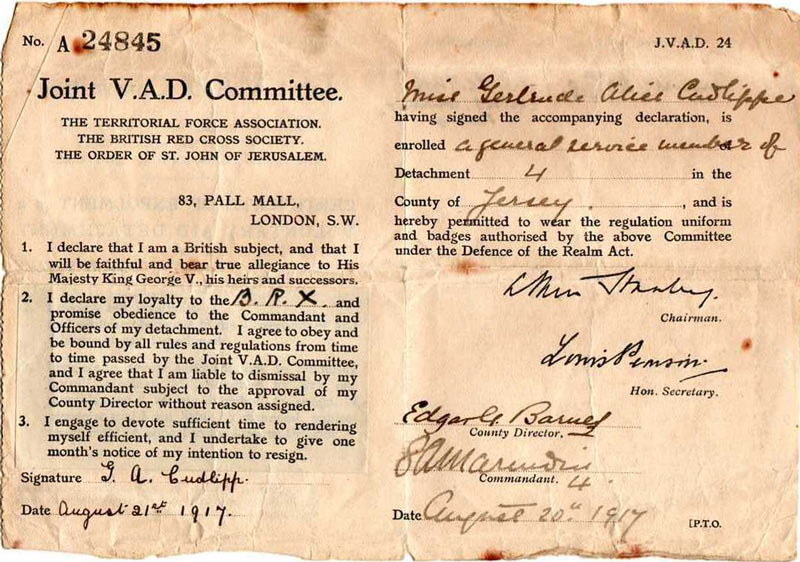 No. A 24845
Joint V.A.D. Committee.
THE TERRITORIAL FORCE ASSOCIATION.
THE BRITISH RED CROSS SOCIETY.
THE ORDER OF ST. JOHN OF JERUSALEM.
83, PALL MALL,
LONDON, S.W.
1. I declare that I am a British subject, and that I
will be faithful and bear true allegiance to His
Majesty King George V., his heirs and successors.
2. I declare my loyalty to the B. R. X. and
promise obedience to the Commandant and
Officers of my detachment. I agree to obey and
be bound by all rules and regulations from time
to time passed by the Joint V.A.D. Committee,
and I agree that I am liable to dismissal by my
Commandant subject to the approval of my
County Director without reason assigned.
3. I engage to devote sufficient time to rendering
myself efficient, and I undertake to give one
month's notice of my intention to resign.
Signature G. A. Cudlipp.
Date August 21st 1917.
J.V.A.D. 24
Miss Gertrude Alice Cudlippe
having signed the accompanying declaration, is
enrolled a general service member of
Detachment 4 in the
County of Jersey. , and is
hereby permitted to wear the regulation uniform
and badges authorised by the above Committee
under the Defence of the Realm Act.
Stanley.
Chairman.
Louis Penson
Hon. Secretary.
Edgar G. Barnes
County Director.
Marindin
Commandant. 4
Date August 20th 1917
[P.T.O.